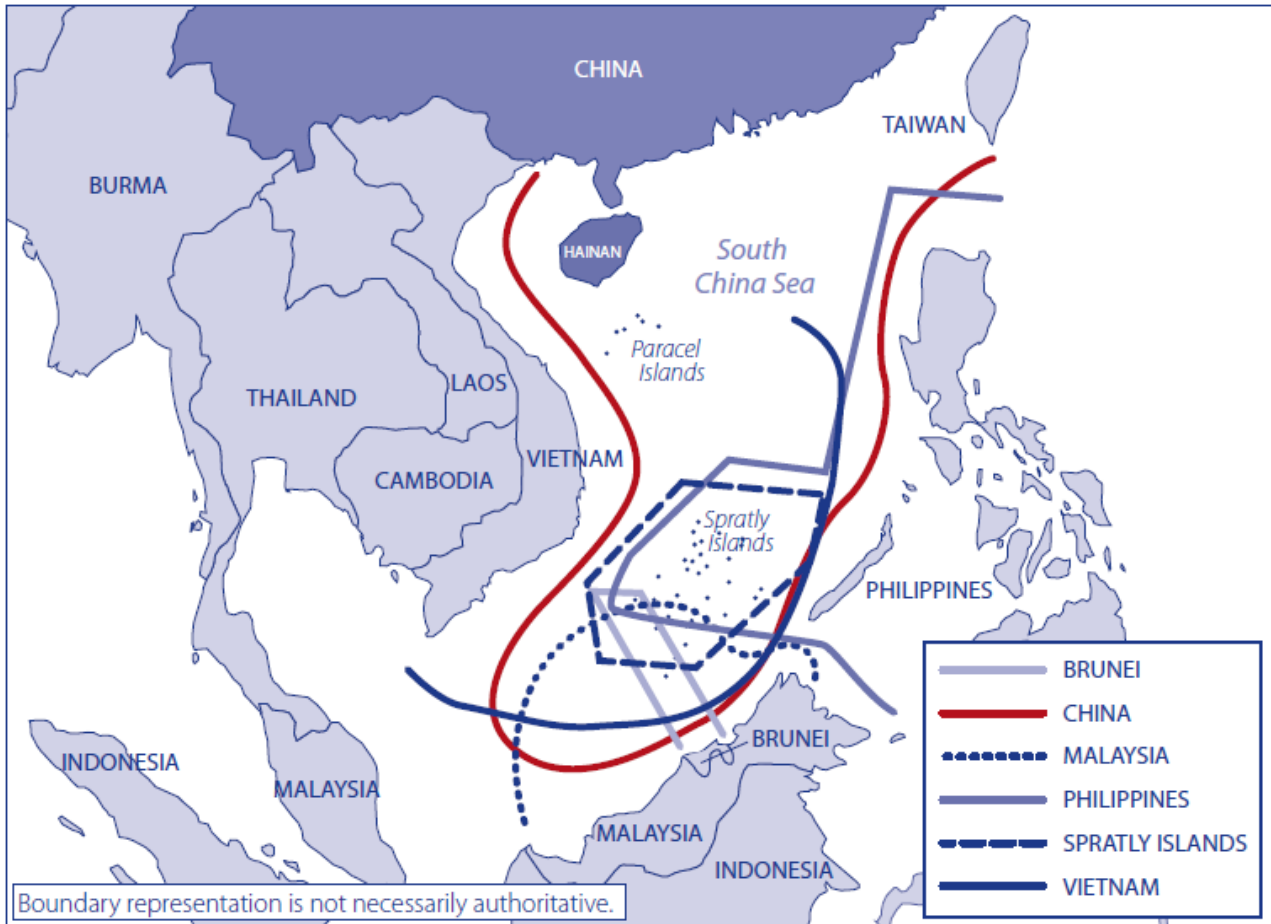 CHINA
TAIWAN
BURMA
HAINAN
South
China Sea
Paracel
Islands
LAOS
THAILAND
VIETNAM
CAMBODIA
Spratly
Islands
PHILIPPINES
BRUNEI
INDONESIA
MALAYSIA
MALAYSIA
INDONESIA
BRUNEI
CHINA
MALAYSIA
PHILIPPINES
SPRATLY ISLANDS
VIETNAM
Boundary representation is not necessarily authoritative.